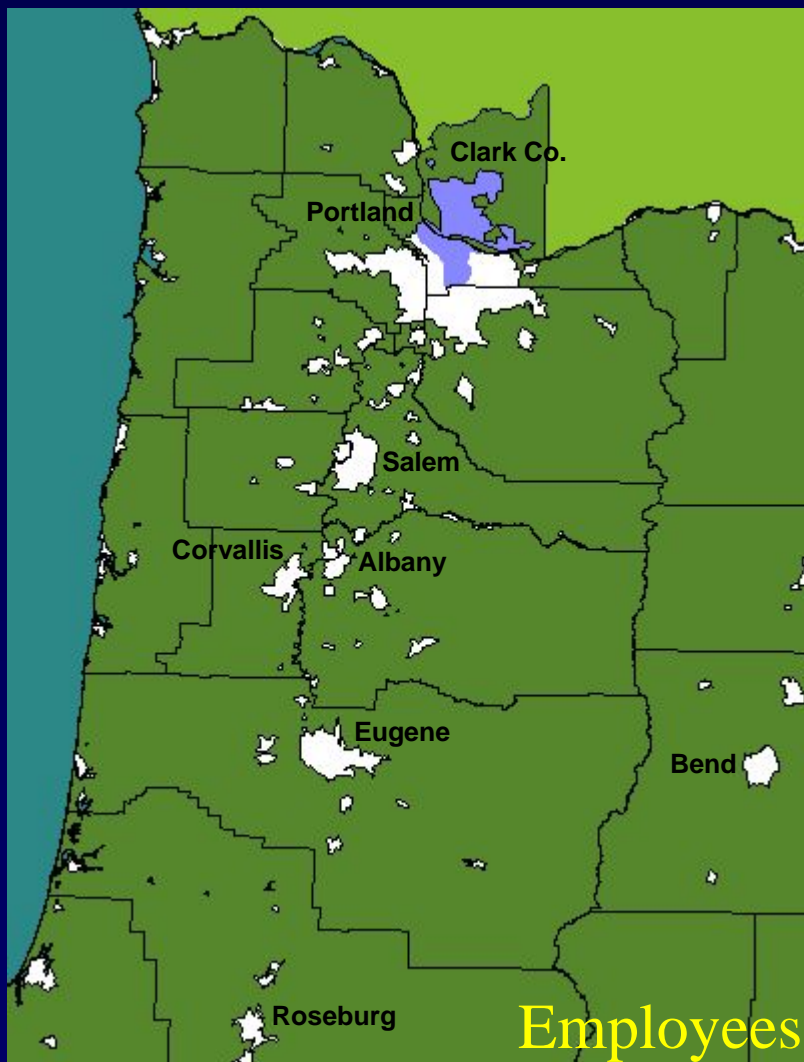 Clark Co.
Portland
Salem
Corvallis
Albany
Eugene
Bend
Roseburg
Employees